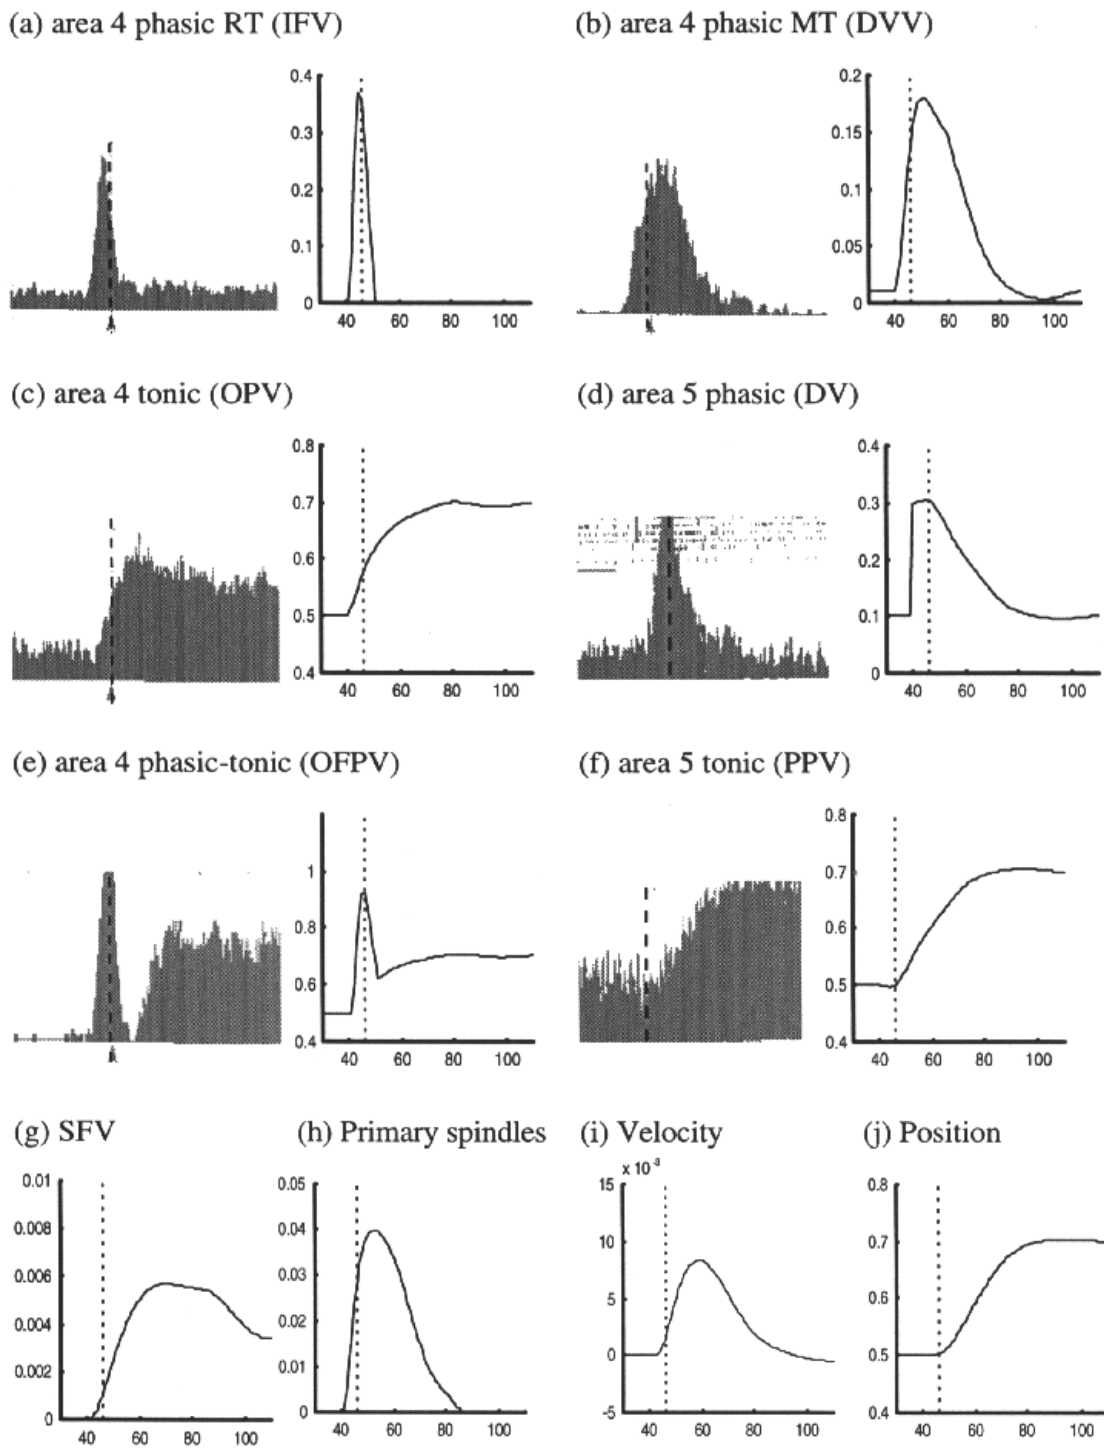 (a) area 4 phasic RT (IFV)
(b) area 4 phasic MT (DVV)
0.4
0.3
0.2
0.1
0
40 60 80 100
0.2
0.15
0.1
0.05
0
40 60 80 100
(c) area 4 tonic (OPV)
(d) area 5 phasic (DV)
0.8
0.7
0.6
0.5
0.4
40 60 80 100
0.4
0.3
0.2
0.1
0
40 60 80 100
(e) area 4 phasic-tonic (OFPV)
(f) area 5 tonic (PPV)
1
0.8
0.6
0.4
40 60 80 100
0.8
0.7
0.6
0.5
0.4
40 60 80 100
(g) SFV
(h) Primary spindles
(i) Velocity
(j) Position
0.01
0.008
0.006
0.004
0.002
0
40 60 80 100
0.05
0.04
0.03
0.02
0.01
0
40 60 80 100
x 10⁻³
15
10
5
0
-5
40 60 80 100
0.8
0.7
0.6
0.5
0.4
40 60 80 100